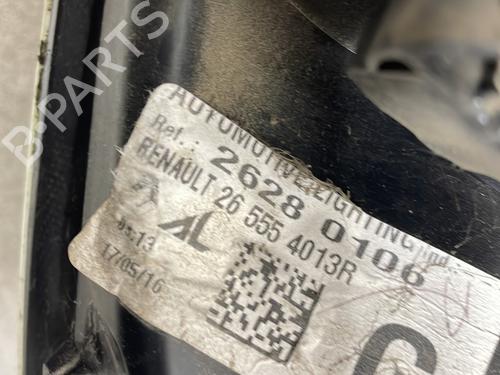 B-PARTS
AUTOMOTIVE LIGHTING
Ref.: 2628 0106
RENAULT 26 555 4013R
AL
17/05/16